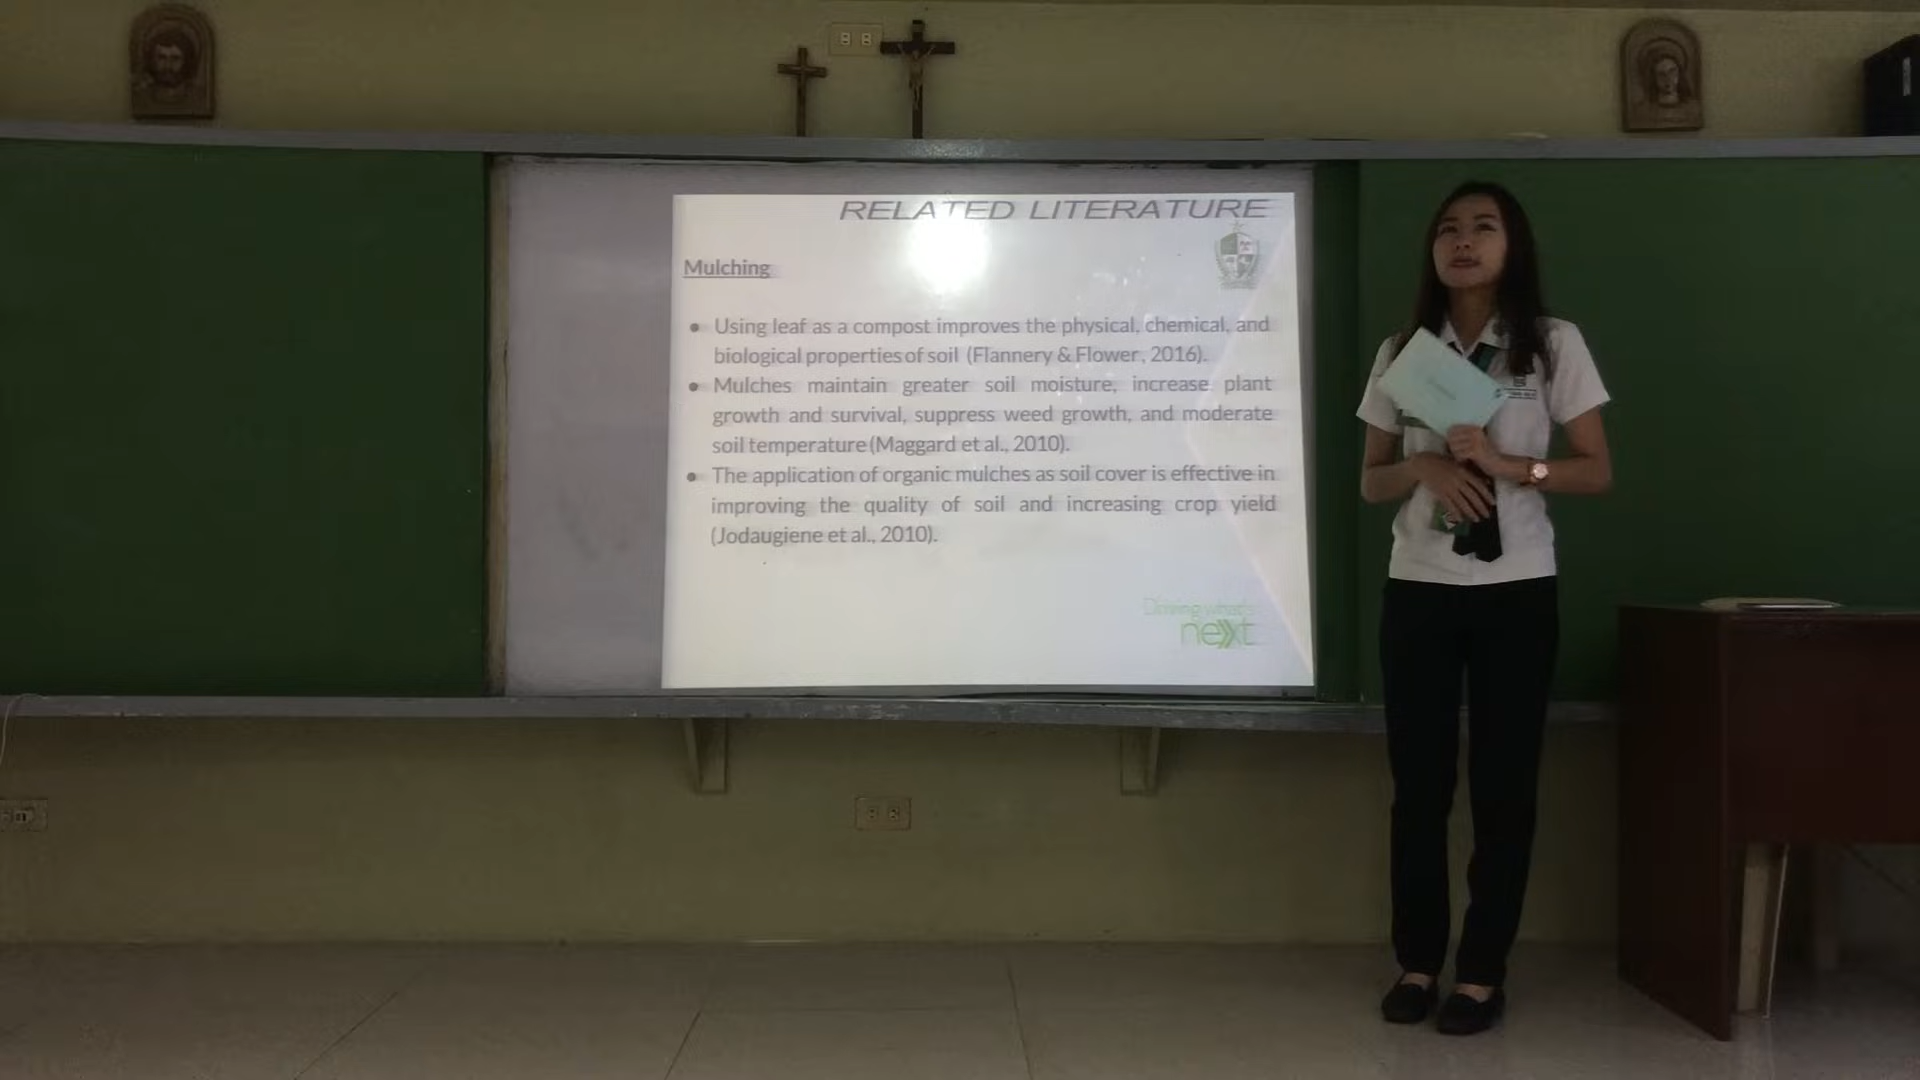 RELATED LITERATURE
Mulching
● Using leaf as a compost improves the physical, chemical, and
biological properties of soil (Flannery & Flower, 2016).
● Mulches maintain greater soil moisture, increase plant
growth and survival, suppress weed growth, and moderate
soil temperature (Maggard et al., 2010).
● The application of organic mulches as soil cover is effective in
improving the quality of soil and increasing crop yield
(Jodaugiene et al., 2010).
Driving what's
next